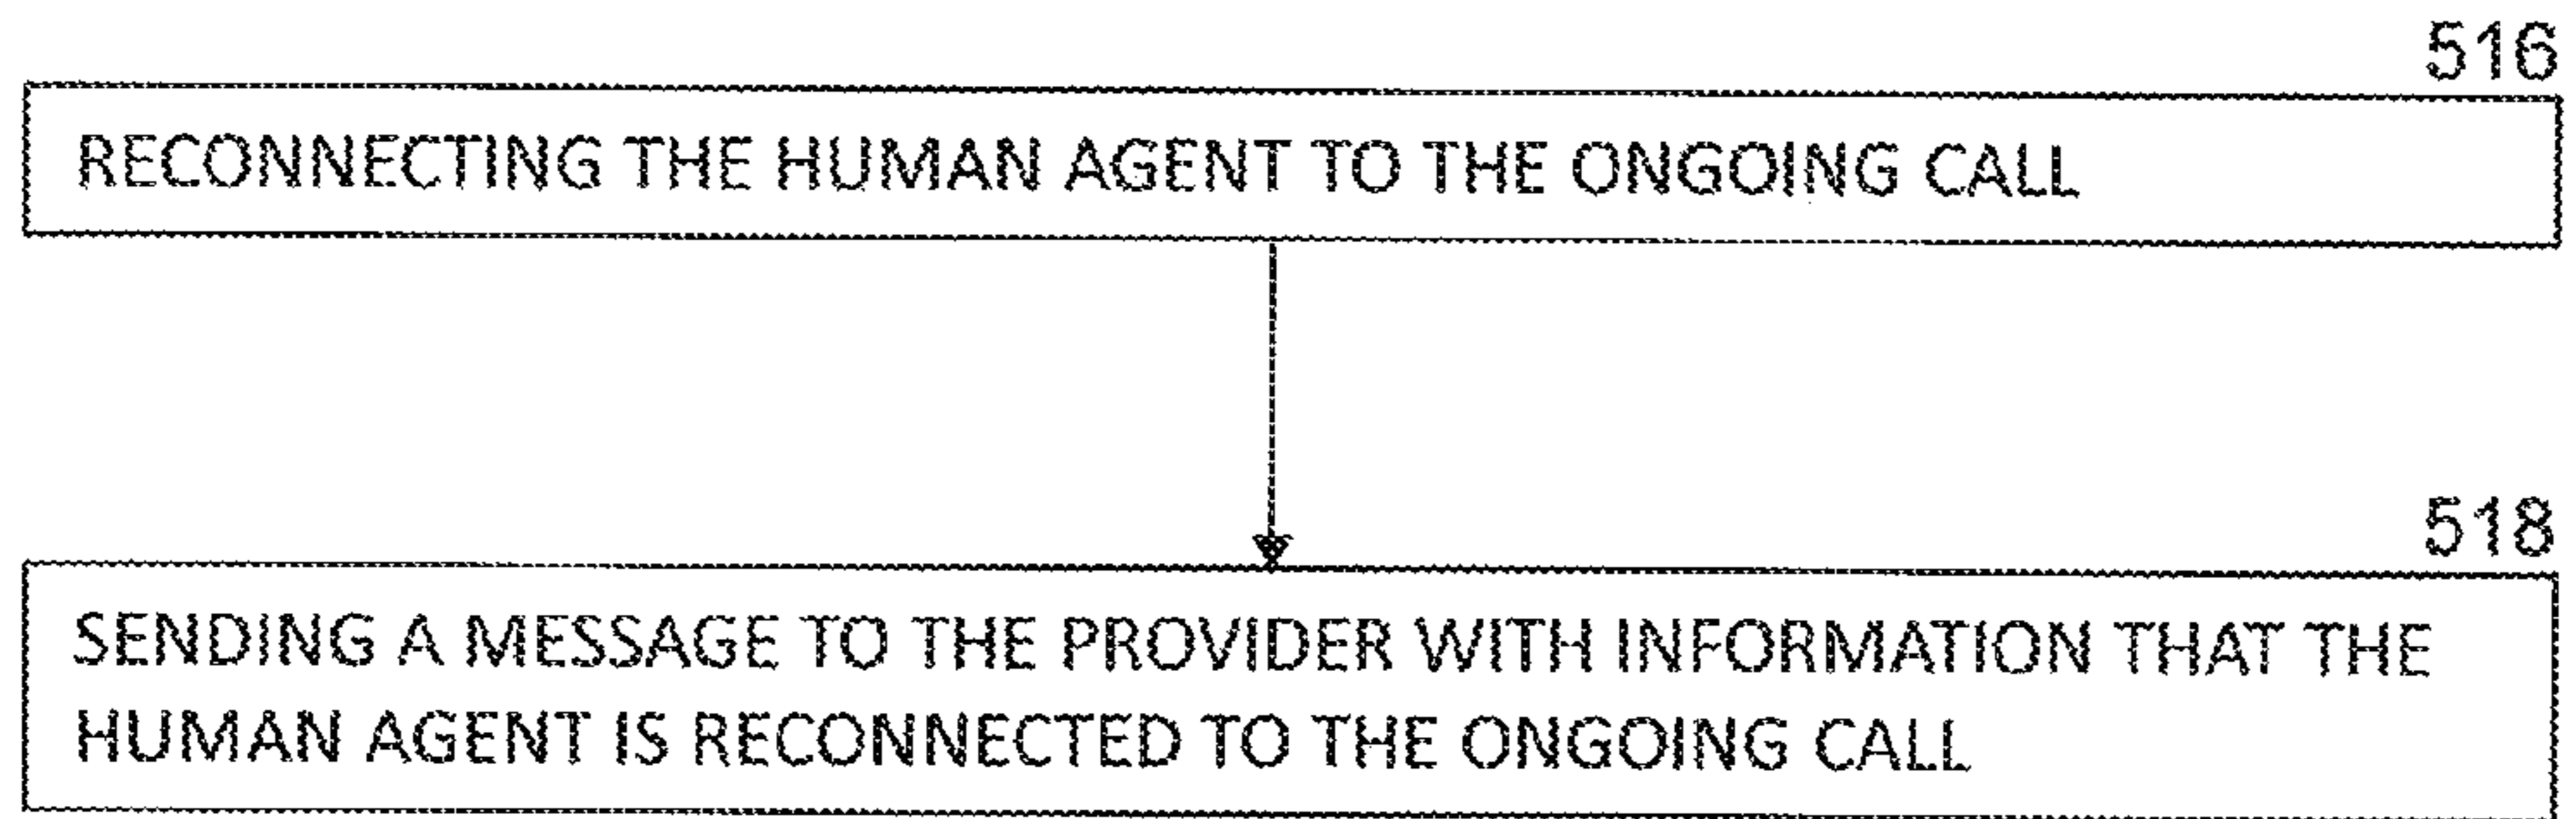 516
RECONNECTING THE HUMAN AGENT TO THE ONGOING CALL
518
SENDING A MESSAGE TO THE PROVIDER WITH INFORMATION THAT THE
HUMAN AGENT IS RECONNECTED TO THE ONGOING CALL